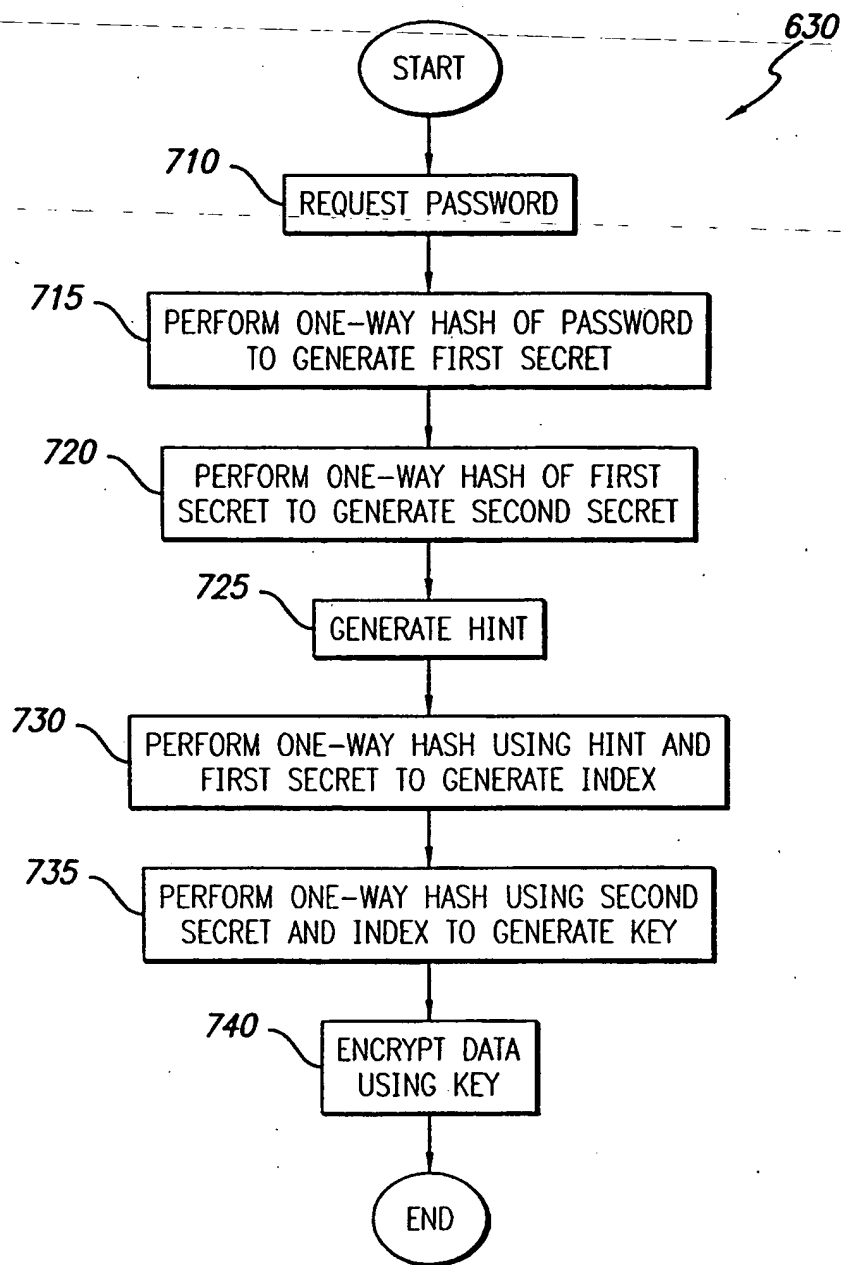 630
START
710
REQUEST PASSWORD
715
PERFORM ONE-WAY HASH OF PASSWORD
TO GENERATE FIRST SECRET
720
PERFORM ONE-WAY HASH OF FIRST
SECRET TO GENERATE SECOND SECRET
725
GENERATE HINT
730
PERFORM ONE-WAY HASH USING HINT AND
FIRST SECRET TO GENERATE INDEX
735
PERFORM ONE-WAY HASH USING SECOND
SECRET AND INDEX TO GENERATE KEY
740
ENCRYPT DATA
USING KEY
END